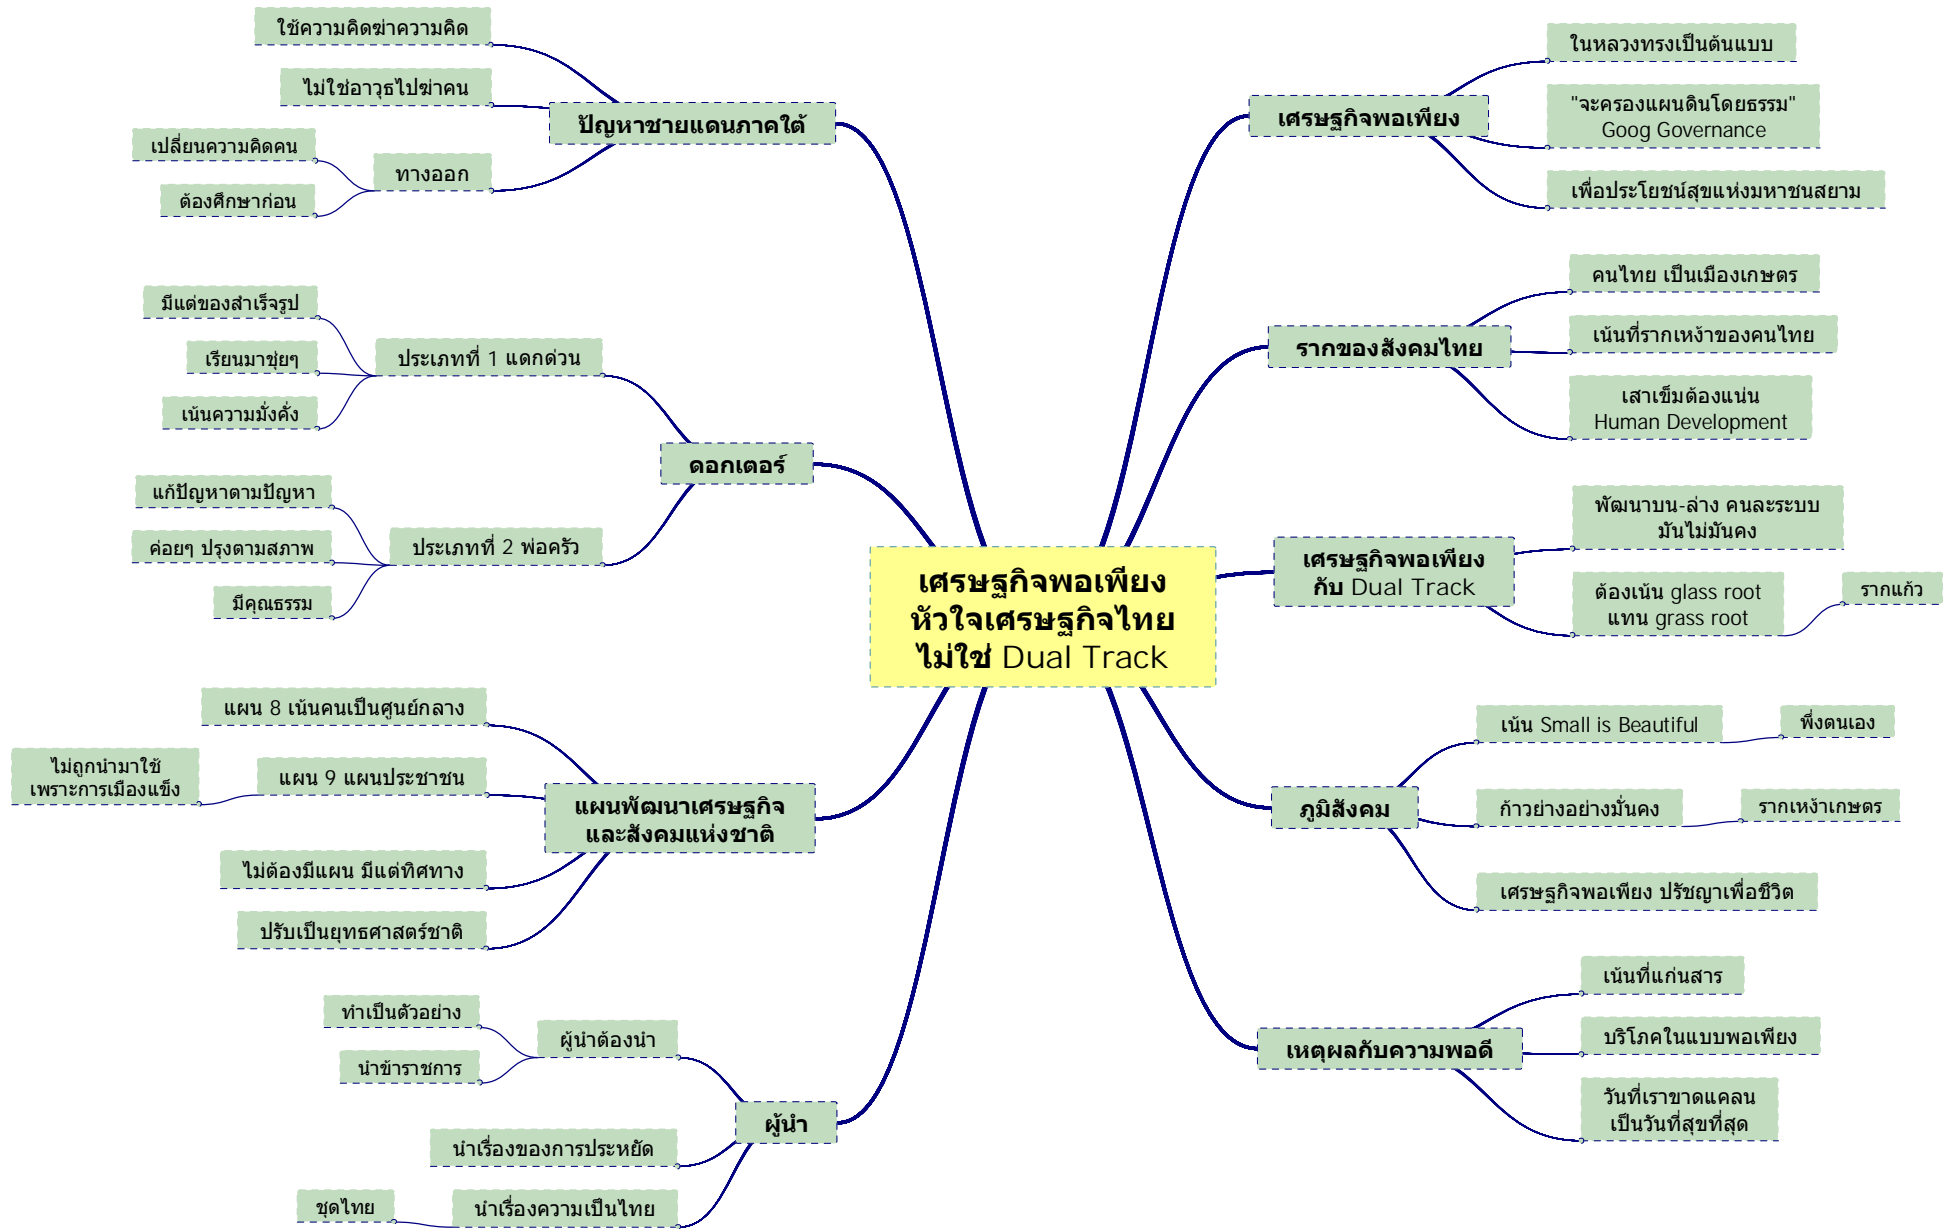 เศรษฐกิจพอเพียง
หัวใจเศรษฐกิจไทย
ไม่ใช่ Dual Track
เศรษฐกิจพอเพียง
ในหลวงทรงเป็นต้นแบบ
"จะครองแผนดินโดยธรรม"
Goog Governance
เพื่อประโยชน์สุขแห่งมหาชนสยาม
รากของสังคมไทย
คนไทย เป็นเมืองเกษตร
เน้นที่รากเหง้าของคนไทย
เสาเข็มต้องแน่น
Human Development
เศรษฐกิจพอเพียง
กับ Dual Track
พัฒนาบน-ล่าง คนละระบบ
มันไม่มันคง
ต้องเน้น glass root
แทน grass root
รากแก้ว
ภูมิสังคม
เน้น Small is Beautiful
พึ่งตนเอง
ก้าวย่างอย่างมั่นคง
รากเหง้าเกษตร
เศรษฐกิจพอเพียง ปรัชญาเพื่อชีวิต
เหตุผลกับความพอดี
เน้นที่แก่นสาร
บริโภคในแบบพอเพียง
วันที่เราขาดแคลน
เป็นวันที่สุขที่สุด
ปัญหาชายแดนภาคใต้
ใช้ความคิดฆ่าความคิด
ไม่ใช่อาวุธไปฆ่าคน
ทางออก
เปลี่ยนความคิดคน
ต้องศึกษาก่อน
ดอกเตอร์
ประเภทที่ 1 แดกด่วน
มีแต่ของสำเร็จรูป
เรียนมาชุ่ยๆ
เน้นความมั่งคั่ง
ประเภทที่ 2 พ่อครัว
แก้ปัญหาตามปัญหา
ค่อยๆ ปรุงตามสภาพ
มีคุณธรรม
แผนพัฒนาเศรษฐกิจ
และสังคมแห่งชาติ
แผน 8 เน้นคนเป็นศูนย์กลาง
แผน 9 แผนประชาชน
ไม่ถูกนำมาใช้
เพราะการเมืองแข็ง
ไม่ต้องมีแผน มีแต่ทิศทาง
ปรับเป็นยุทธศาสตร์ชาติ
ผู้นำ
ผู้นำต้องนำ
ทำเป็นตัวอย่าง
นำข้าราชการ
นำเรื่องของการประหยัด
นำเรื่องความเป็นไทย
ชุดไทย